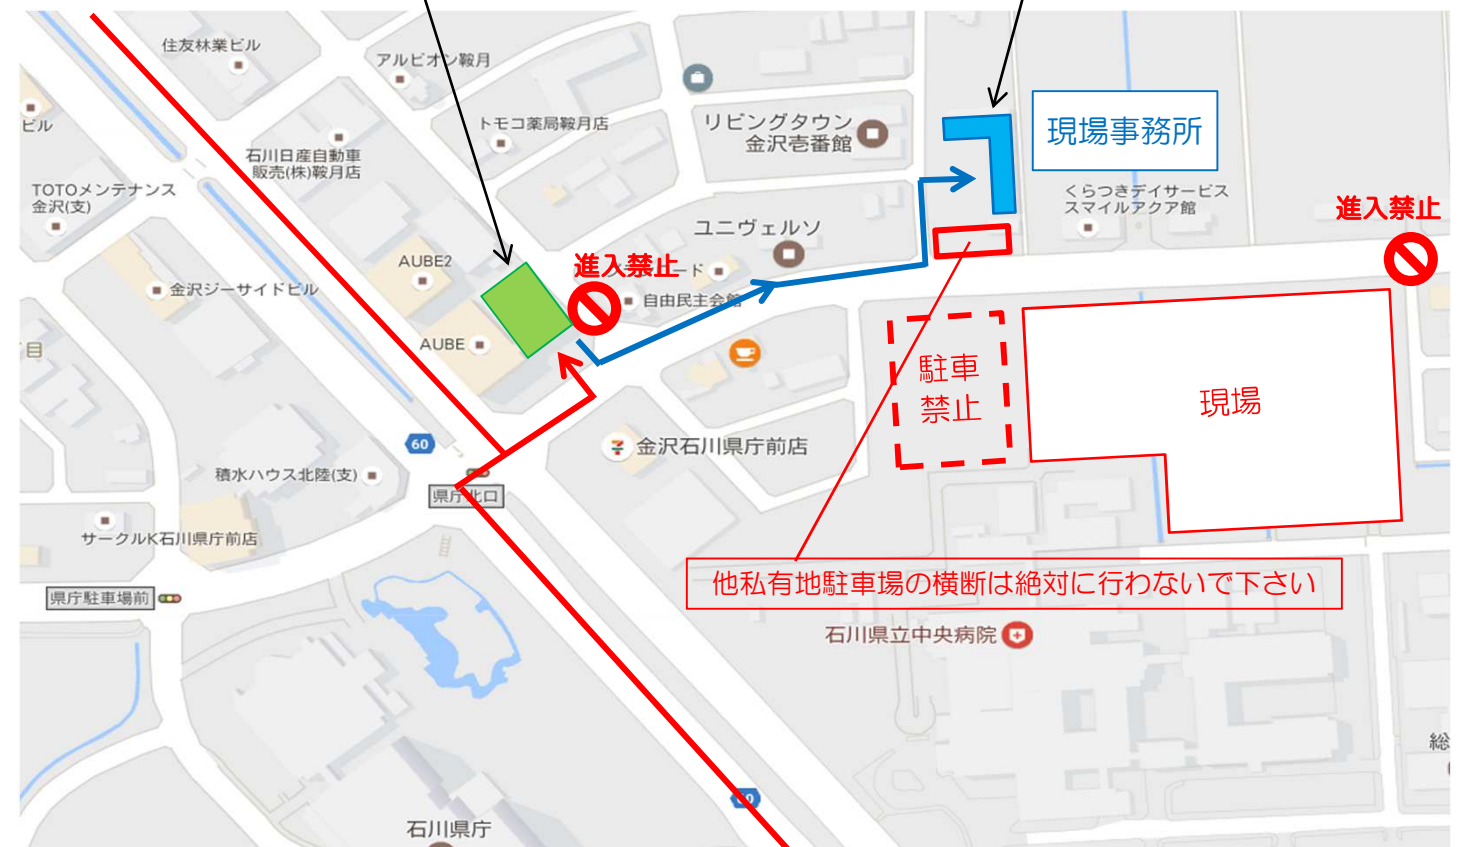 住友林業ビル
アルビオン鞍月
ビル
トモコ薬局鞍月店
リビングタウン
金沢壱番館
現場事務所
石川日産自動車
販売(株)鞍月店
TOTOメンテナンス
金沢(支)
くらつきデイサービス
スマイルアクア館
進入禁止
ユニヴェルソ
AUBE2
進入禁止
ード
金沢ジーサイドビル
自由民主会館
AUBE
目
駐車
禁止
現場
60
金沢石川県庁前店
積水ハウス北陸(支)
県庁北口
サークルK石川県庁前店
他私有地駐車場の横断は絶対に行わないで下さい
県庁駐車場前
石川県立中央病院
総
60
石川県庁